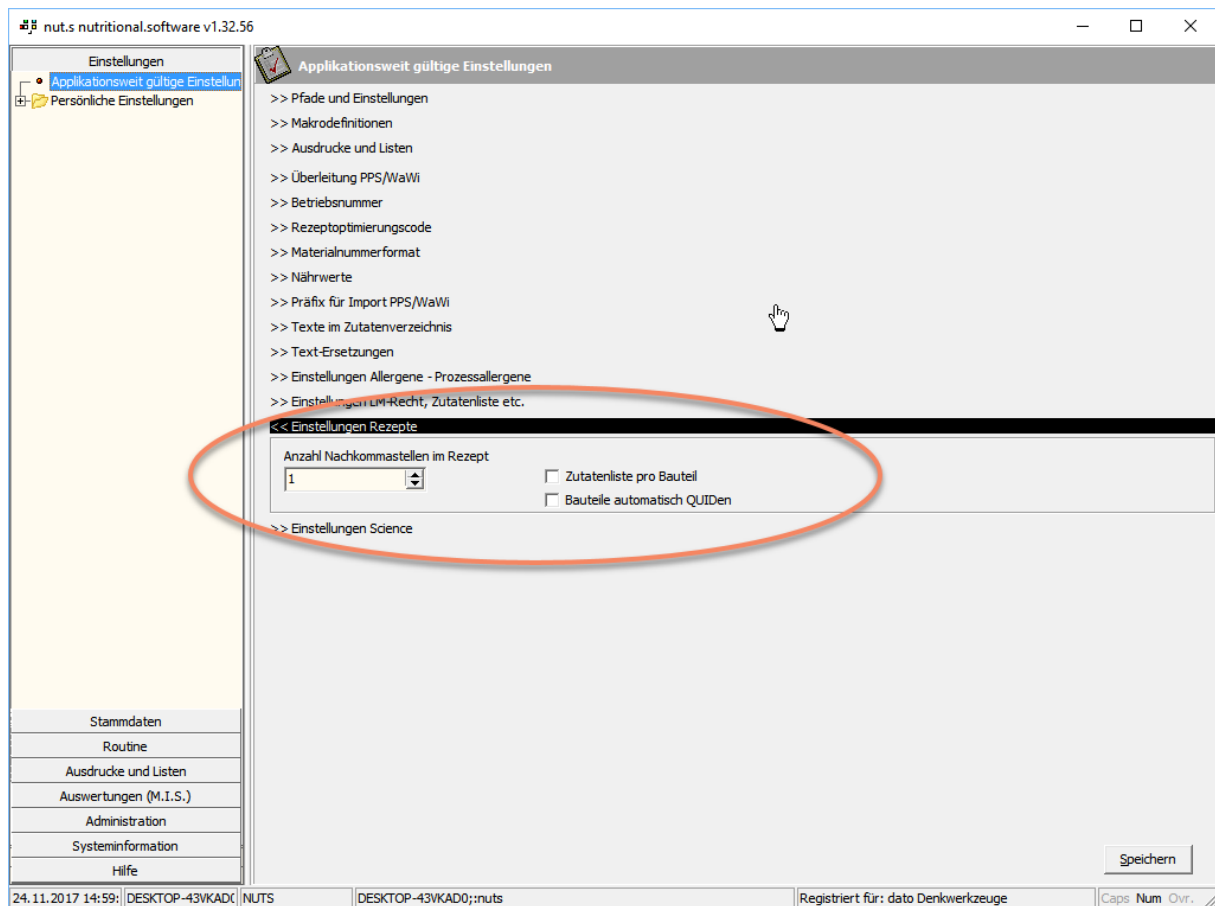 nut.s nutritional.software v1.32.56
Einstellungen
Applikationsweit gültige Einstellun
Persönliche Einstellungen
Applikationsweit gültige Einstellungen
>> Pfade und Einstellungen
>> Makrodefinitionen
>> Ausdrucke und Listen
>> Überleitung PPS/WaWi
>> Betriebsnummer
>> Rezeptoptimierungscode
>> Materialnummerformat
>> Nährwerte
>> Präfix für Import PPS/WaWi
>> Texte im Zutatenverzeichnis
>> Text-Ersetzungen
>> Einstellungen Allergene - Prozessallergene
>> Einstellungen LM-Recht, Zutatenliste etc.
<< Einstellungen Rezepte
Anzahl Nachkommastellen im Rezept
1
Zutatenliste pro Bauteil
Bauteile automatisch QUIDen
>> Einstellungen Science
Stammdaten
Routine
Ausdrucke und Listen
Auswertungen (M.I.S.)
Administration
Systeminformation
Hilfe
Speichern
24.11.2017 14:59: DESKTOP-43VKAD( NUTS DESKTOP-43VKAD0;:nuts Registriert für: dato Denkwerkzeuge Caps Num Ovr.